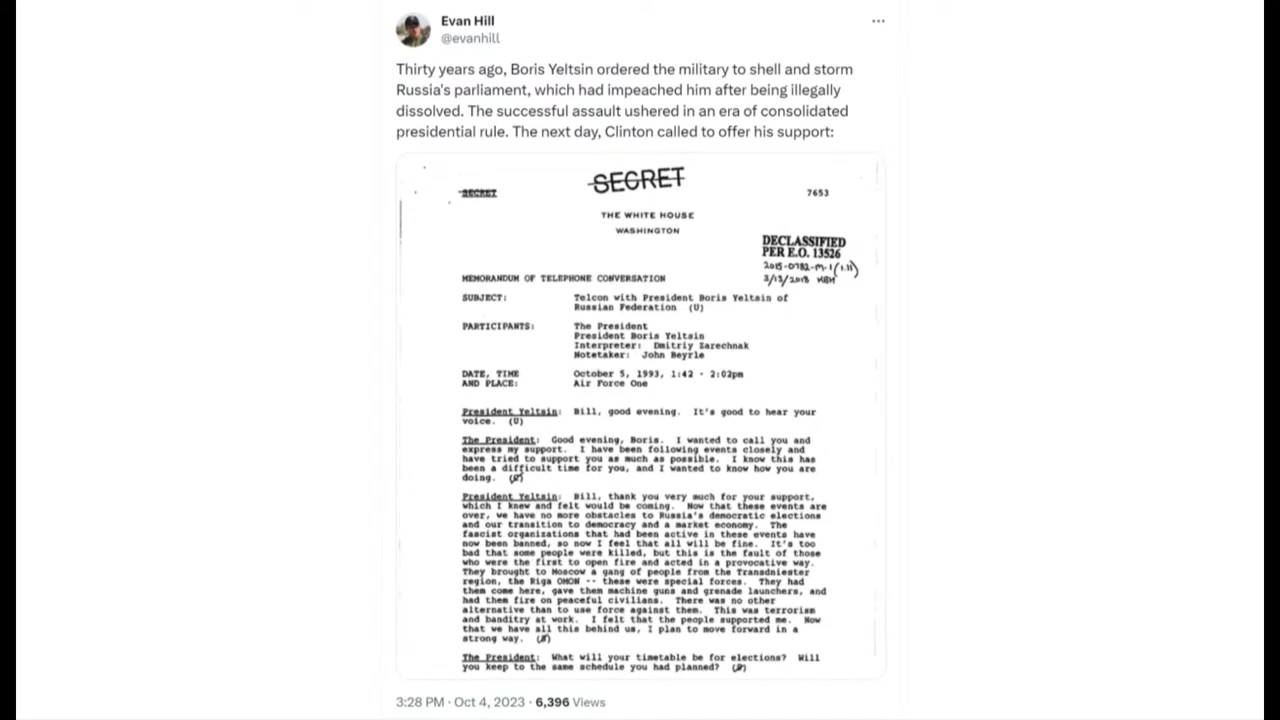 Evan Hill
@evanhill
Thirty years ago, Boris Yeltsin ordered the military to shell and storm
Russia's parliament, which had impeached him after being illegally
dissolved. The successful assault ushered in an era of consolidated
presidential rule. The next day, Clinton called to offer his support:
SECRET
SECRET
7653
THE WHITE HOUSE
WASHINGTON
DECLASSIFIED
PER E.O. 13526
2015-0782-M-1 (1.11)
3/13/2018 KBH
MEMORANDUM OF TELEPHONE CONVERSATION
SUBJECT: Telcon with President Boris Yeltsin of
Russian Federation (U)
PARTICIPANTS: The President
President Boris Yeltsin
Interpreter: Dmitriy Zarechnak
Notetaker: John Beyrle
DATE, TIME October 5, 1993, 1:42 - 2:02pm
AND PLACE: Air Force One
President Yeltsin: Bill, good evening. It's good to hear your
voice. (U)
The President: Good evening, Boris. I wanted to call you and
express my support. I have been following events closely and
have tried to support you as much as possible. I know this has
been a difficult time for you, and I wanted to know how you are
doing.
President Yeltsin: Bill, thank you very much for your support,
which I knew and felt would be coming. Now that these events are
over, we have no more obstacles to Russia's democratic elections
and our transition to democracy and a market economy. The
fascist organizations that had been active in these events have
now been banned, so now I feel that all will be fine. It's too
bad that some people were killed, but this is the fault of those
who were the first to open fire and acted in a provocative way.
They brought to Moscow a gang of people from the Transdniester
region, the Riga OMON -- these were special forces. They had
them come here, gave them machine guns and grenade launchers, and
had them fire on peaceful civilians. There was no other
alternative than to use force against them. This was terrorism
and banditry at work. I felt that the people supported me. Now
that we have all this behind us, I plan to move forward in a
strong way.
The President: What will your timetable be for elections? Will
you keep to the same schedule you had planned?
3:28 PM · Oct 4, 2023 · 6,396 Views